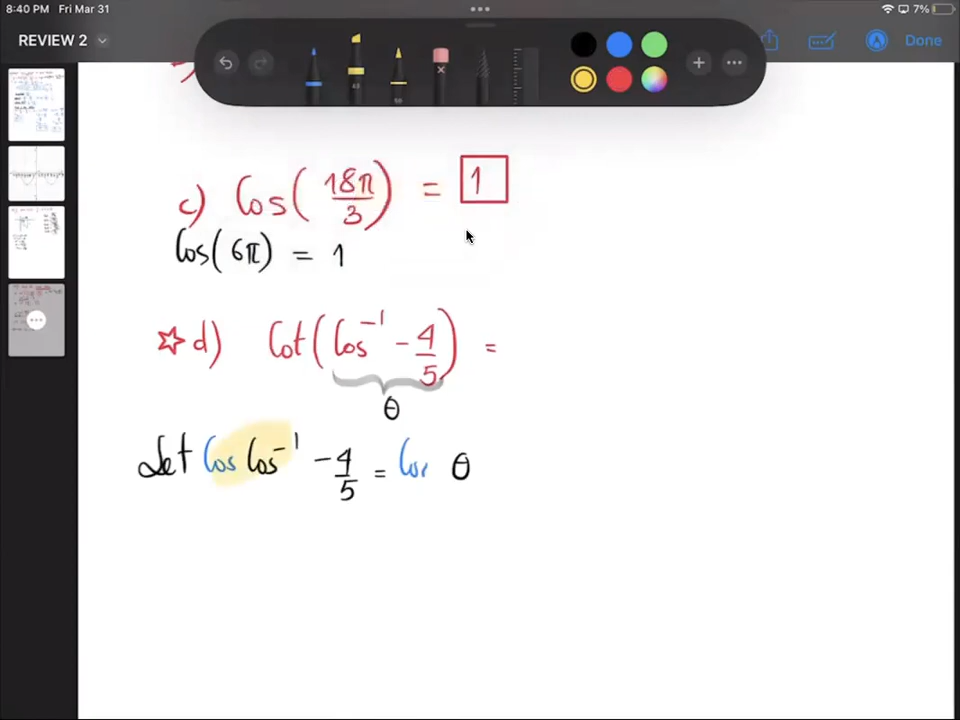 8:40 PM Fri Mar 31
7%
REVIEW 2
Done
c) Cos(18π/3) = 1
Cos(6π) = 1
☆ d) Cot(Cos⁻¹ -4/5) =
θ
Let Cos Cos⁻¹ -4/5 = Cos θ